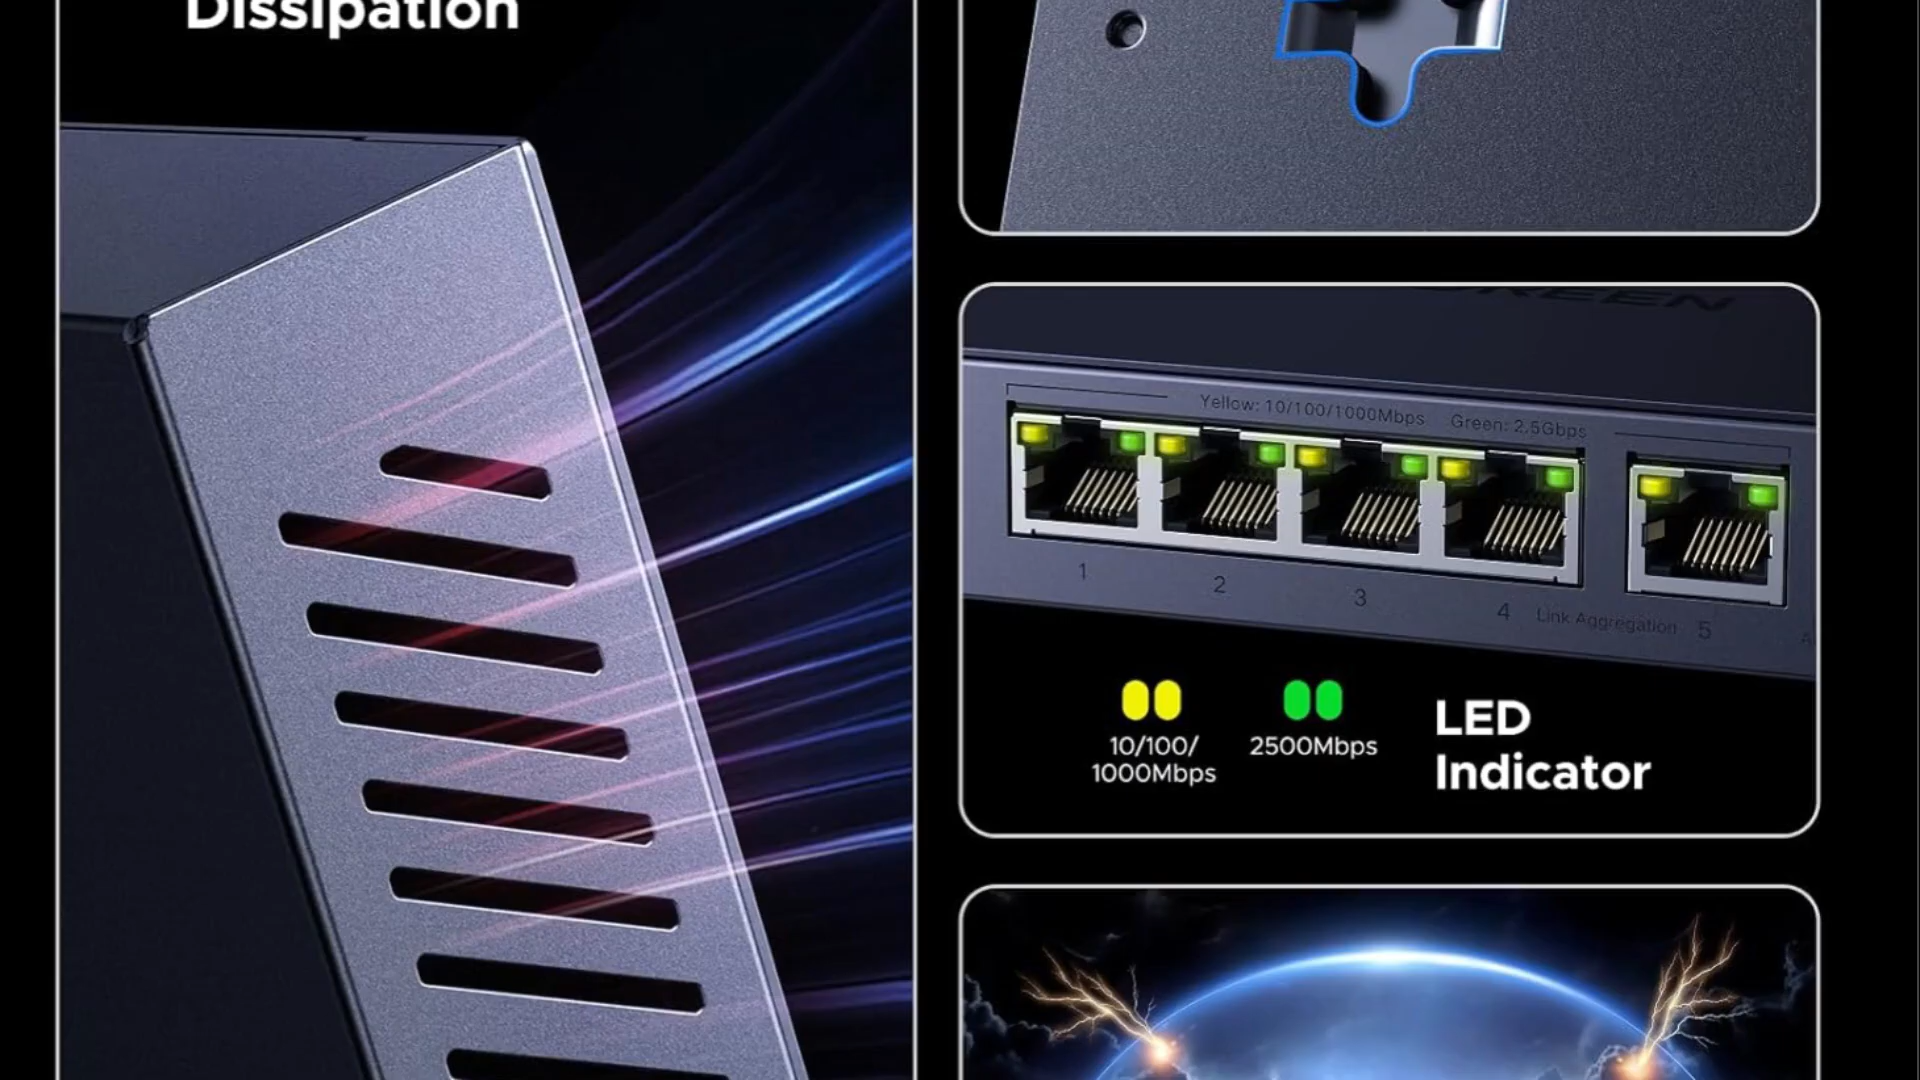 Dissipation
Yellow: 10/100/1000Mbps Green: 2.5Gbps
1 2 3 4 Link Aggregation 5
10/100/
1000Mbps
2500Mbps
LED
Indicator